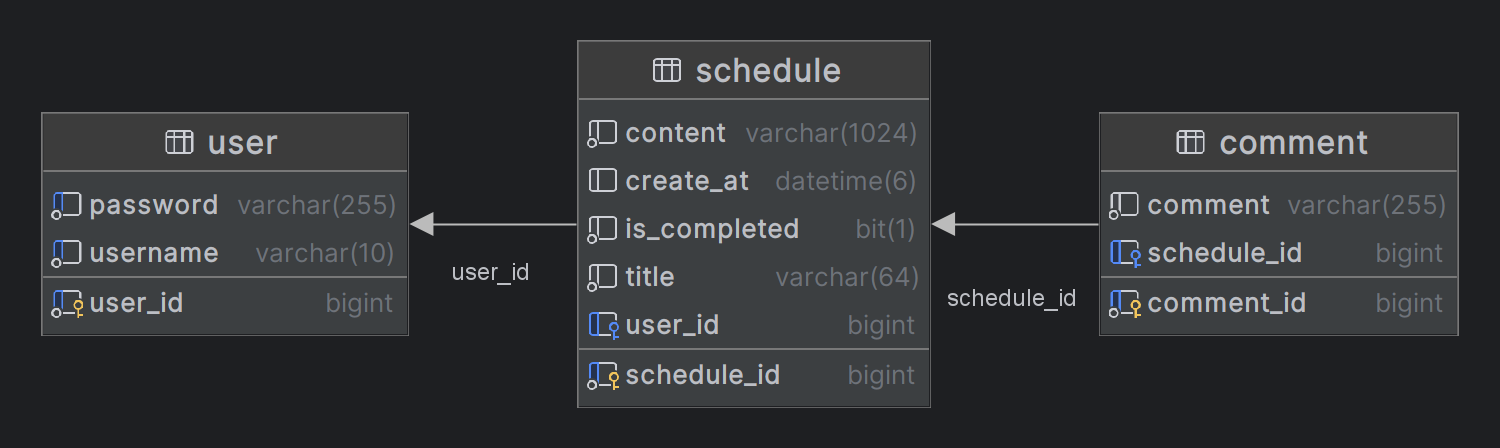 user
password varchar(255)
username varchar(10)
user_id bigint
user_id
schedule
content varchar(1024)
create_at datetime(6)
is_completed bit(1)
title varchar(64)
user_id bigint
schedule_id bigint
schedule_id
comment
comment varchar(255)
schedule_id bigint
comment_id bigint